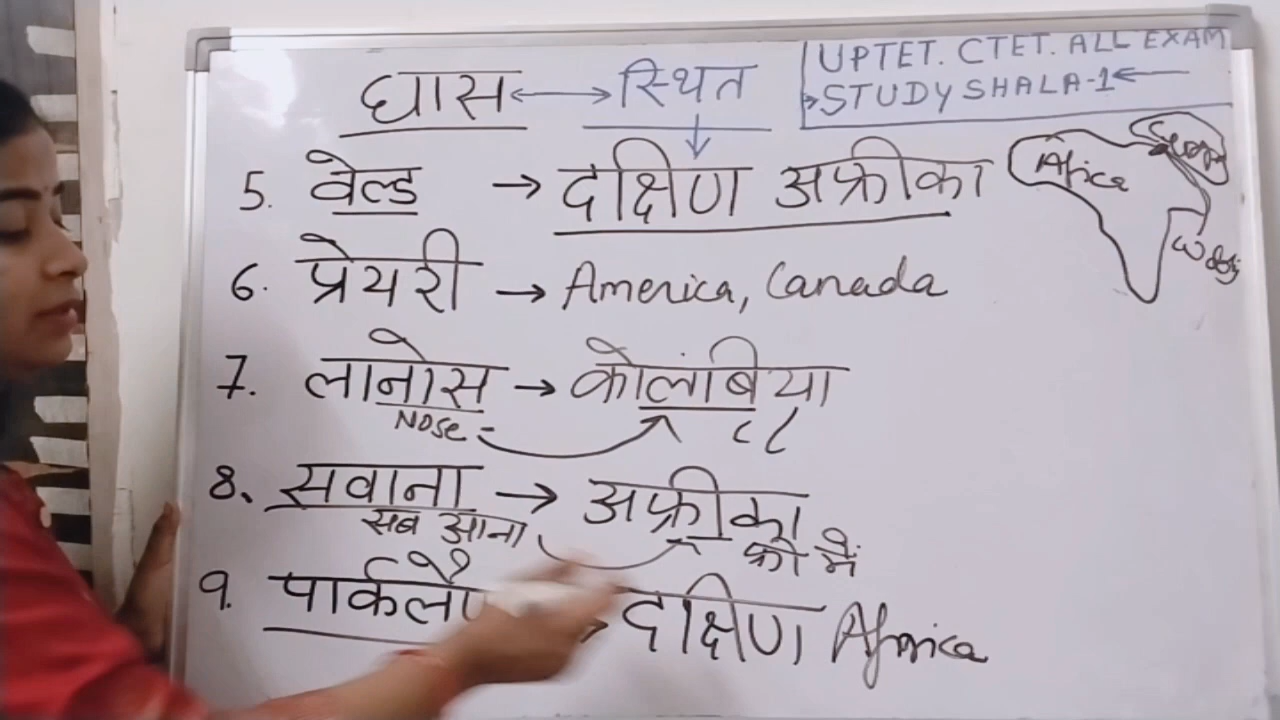 घास ↔ स्थित
UPTET. CTET. ALL EXAM
STUDY SHALA-1 ←
5. वेल्ड → दक्षिण अफ्रीका
Africa
6. प्रेयरी → America, Canada
7. लानोस → कोलंबिया
Nose
8. सवाना → अफ्रीका
सब आना
फ्री में
9. → दक्षिण Africa